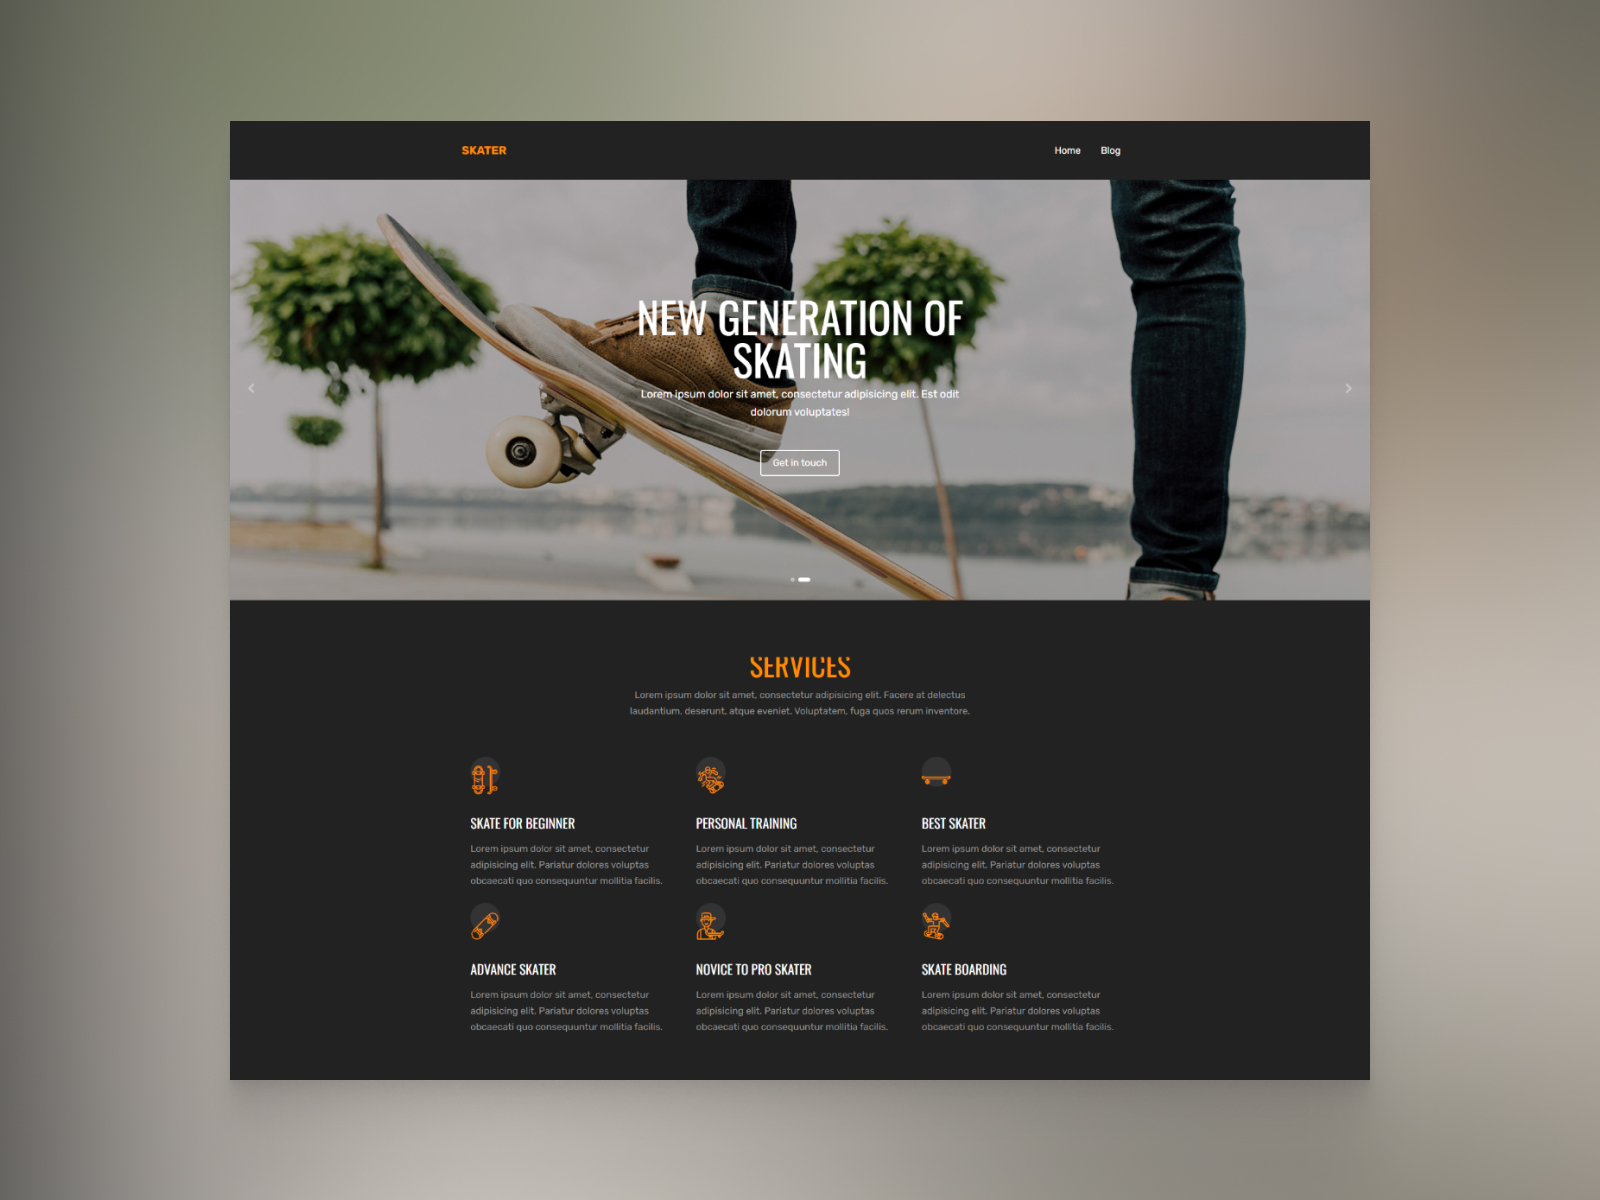 SKATER
Home
Blog
NEW GENERATION OF
SKATING
Lorem ipsum dolor sit amet, consectetur adipisicing elit. Est odit
dolorum voluptates!
Get in touch
SERVICES
Lorem ipsum dolor sit amet, consectetur adipisicing elit. Facere at delectus
laudantium, deserunt, atque eveniet. Voluptatem, fuga quos rerum inventore.
SKATE FOR BEGINNER
Lorem ipsum dolor sit amet, consectetur
adipisicing elit. Pariatur dolores voluptas
obcaecati quo consequuntur mollitia facilis.
PERSONAL TRAINING
Lorem ipsum dolor sit amet, consectetur
adipisicing elit. Pariatur dolores voluptas
obcaecati quo consequuntur mollitia facilis.
BEST SKATER
Lorem ipsum dolor sit amet, consectetur
adipisicing elit. Pariatur dolores voluptas
obcaecati quo consequuntur mollitia facilis.
ADVANCE SKATER
Lorem ipsum dolor sit amet, consectetur
adipisicing elit. Pariatur dolores voluptas
obcaecati quo consequuntur mollitia facilis.
NOVICE TO PRO SKATER
Lorem ipsum dolor sit amet, consectetur
adipisicing elit. Pariatur dolores voluptas
obcaecati quo consequuntur mollitia facilis.
SKATE BOARDING
Lorem ipsum dolor sit amet, consectetur
adipisicing elit. Pariatur dolores voluptas
obcaecati quo consequuntur mollitia facilis.